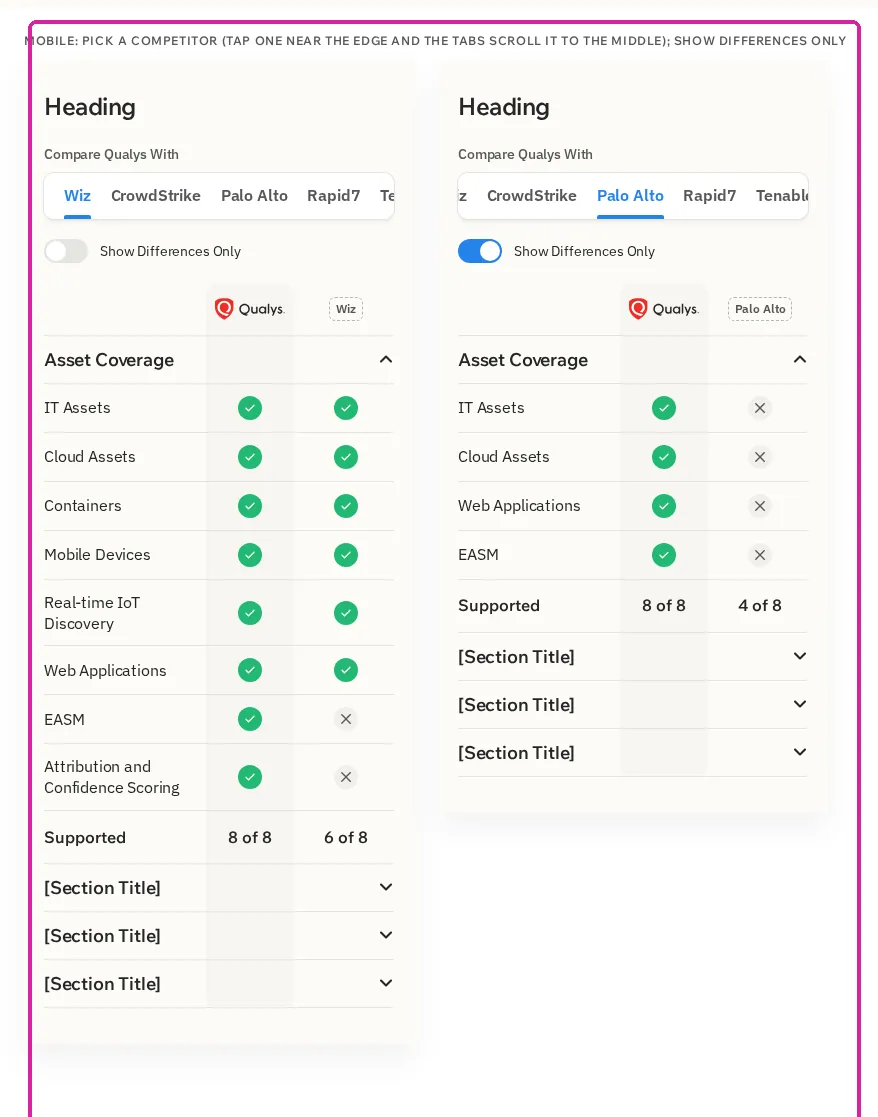 MOBILE: PICK A COMPETITOR (TAP ONE NEAR THE EDGE AND THE TABS SCROLL IT TO THE MIDDLE); SHOW DIFFERENCES ONLY
Heading
Compare Qualys With
Wiz CrowdStrike Palo Alto Rapid7 Te
Show Differences Only
Qualys. Wiz
Asset Coverage
IT Assets
Cloud Assets
Containers
Mobile Devices
Real-time IoT
Discovery
Web Applications
EASM
Attribution and
Confidence Scoring
Supported 8 of 8 6 of 8
[Section Title]
[Section Title]
[Section Title]
Heading
Compare Qualys With
iz CrowdStrike Palo Alto Rapid7 Tenable
Show Differences Only
Qualys. Palo Alto
Asset Coverage
IT Assets
Cloud Assets
Web Applications
EASM
Supported 8 of 8 4 of 8
[Section Title]
[Section Title]
[Section Title]